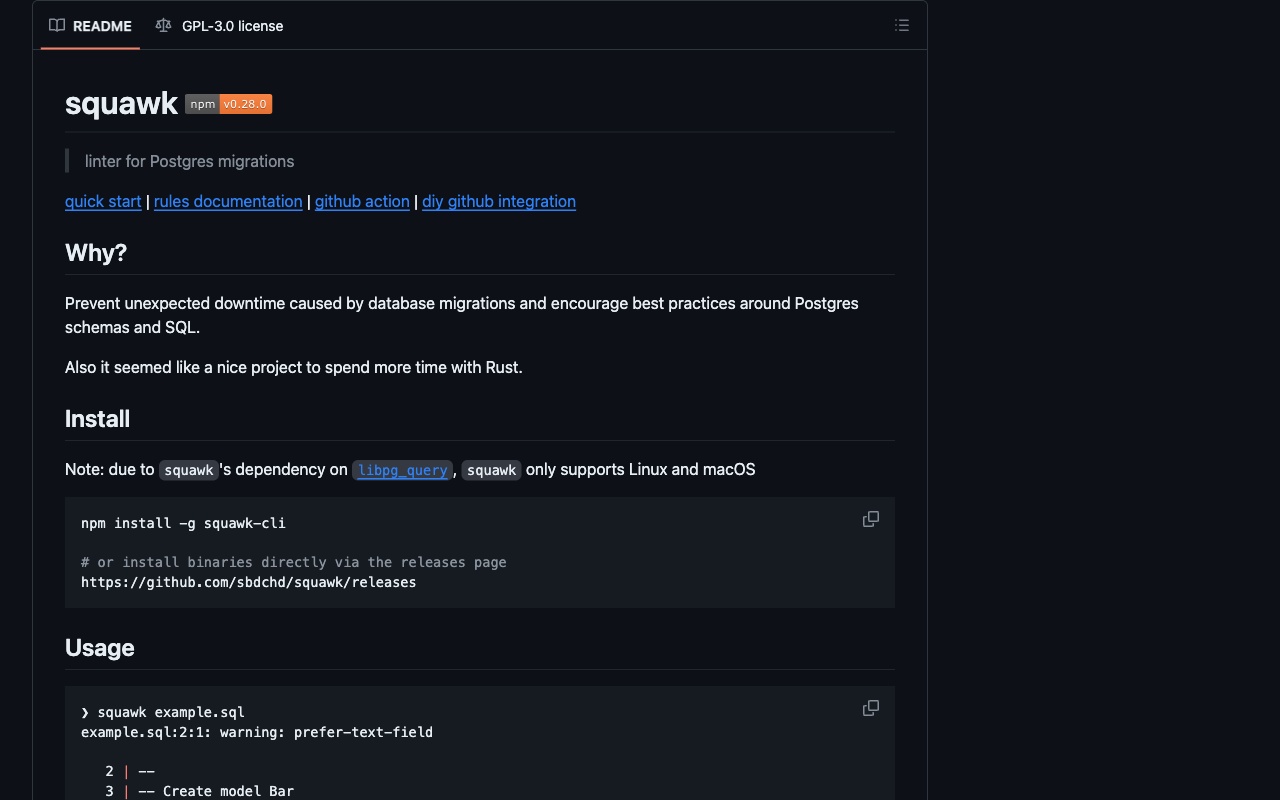 README GPL-3.0 license
squawk npm v0.28.0
linter for Postgres migrations
quick start | rules documentation | github action | diy github integration
Why?
Prevent unexpected downtime caused by database migrations and encourage best practices around Postgres
schemas and SQL.
Also it seemed like a nice project to spend more time with Rust.
Install
Note: due to squawk's dependency on libpg_query, squawk only supports Linux and macOS
npm install -g squawk-cli
# or install binaries directly via the releases page
https://github.com/sbdchd/squawk/releases
Usage
❯ squawk example.sql
example.sql:2:1: warning: prefer-text-field
2 | --
3 | -- Create model Bar